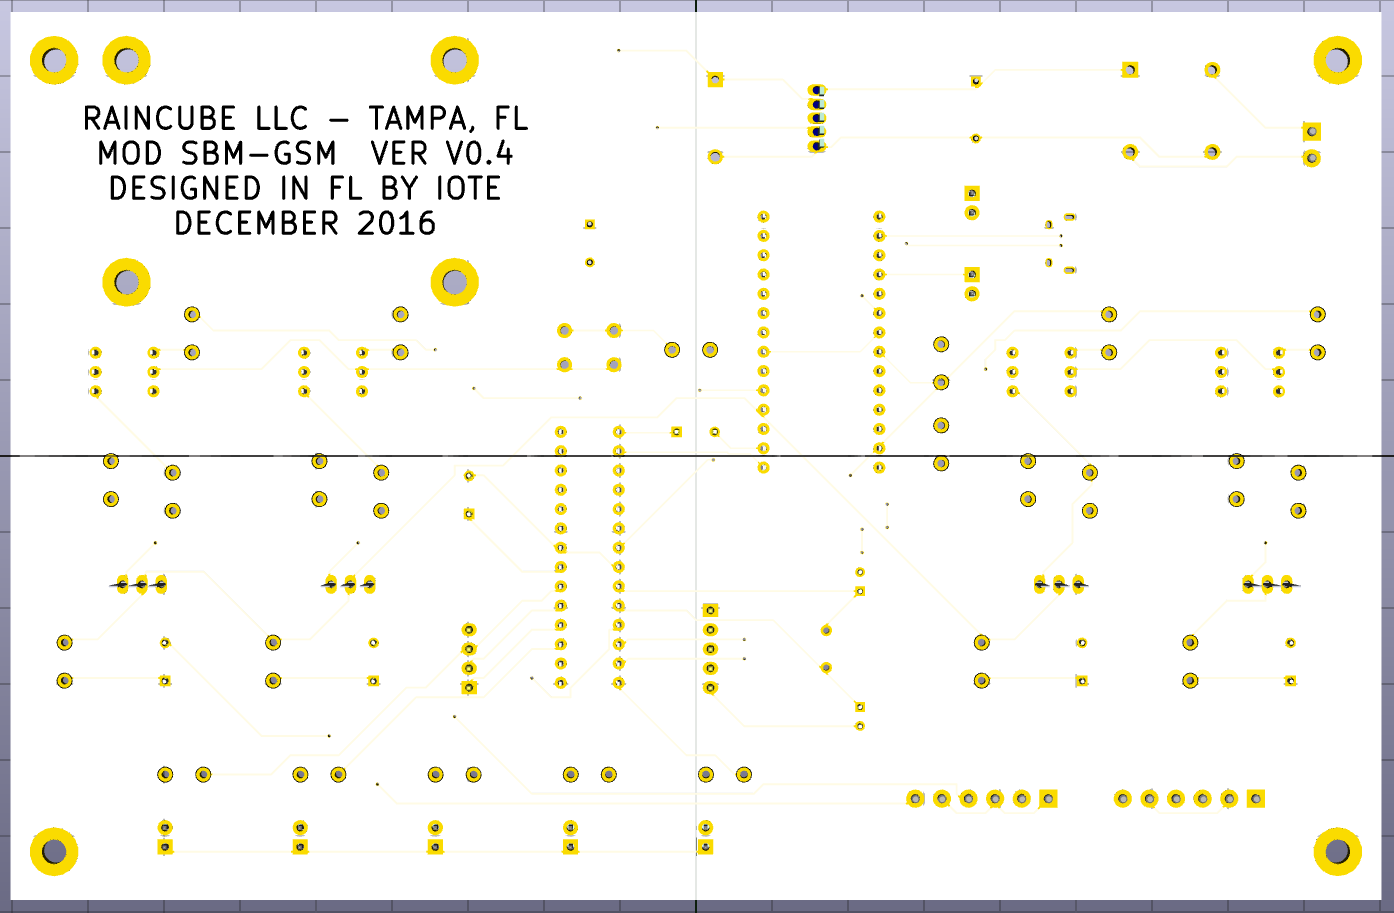 RAINCUBE LLC - TAMPA, FL
MOD SBM-GSM  VER V0.4
DESIGNED IN FL BY IOTE
DECEMBER 2016